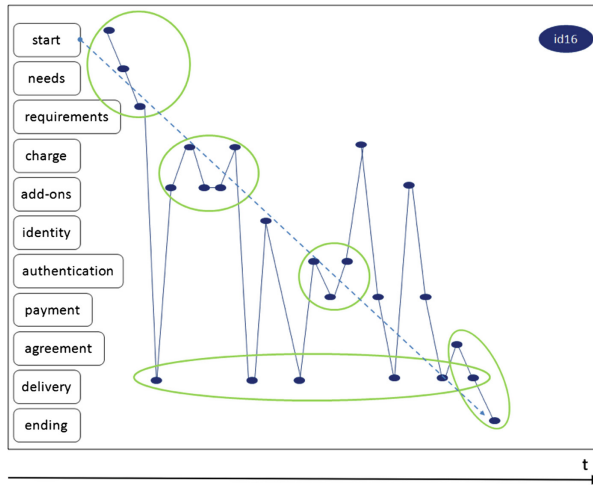 start
id16
needs
requirements
charge
add-ons
identity
authentication
payment
agreement
delivery
ending
t